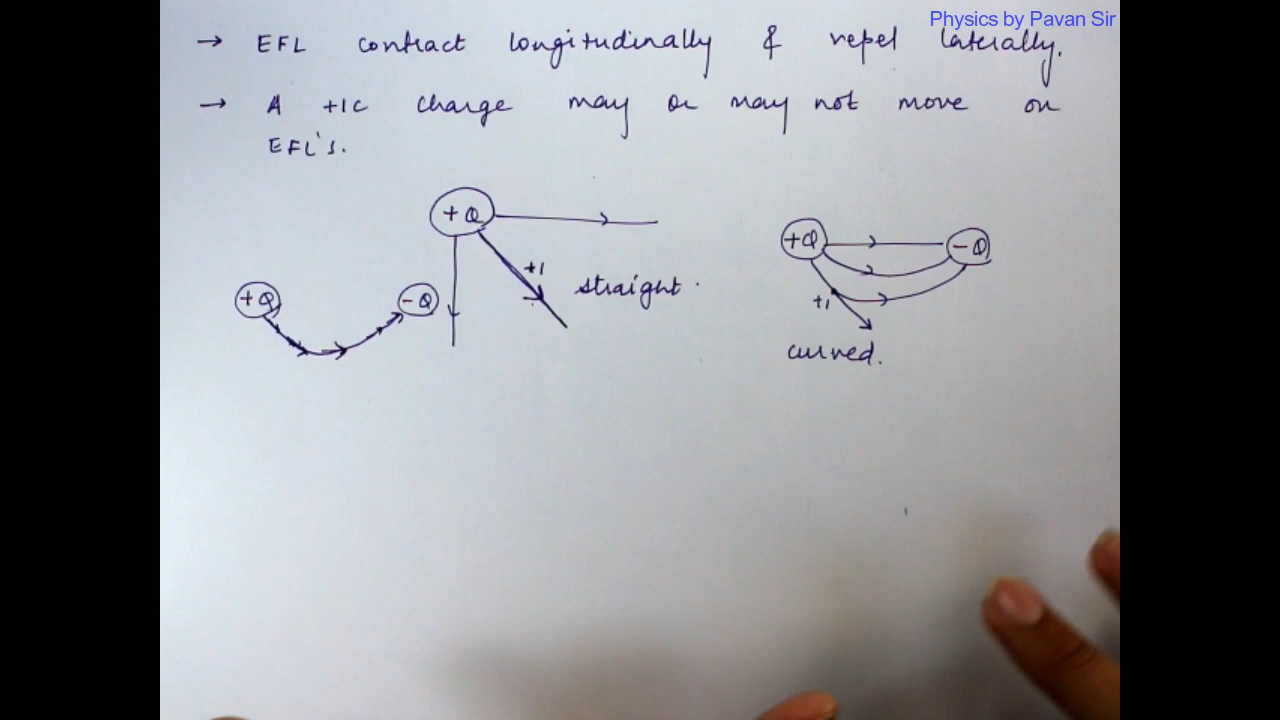 Physics by Pavan Sir
→ EFL contract longitudinally & repel laterally.
→ A +1c charge may or may not move on
EFL's.
+Q
+1
straight.
+Q -Q
+Q -Q
+1
curved.